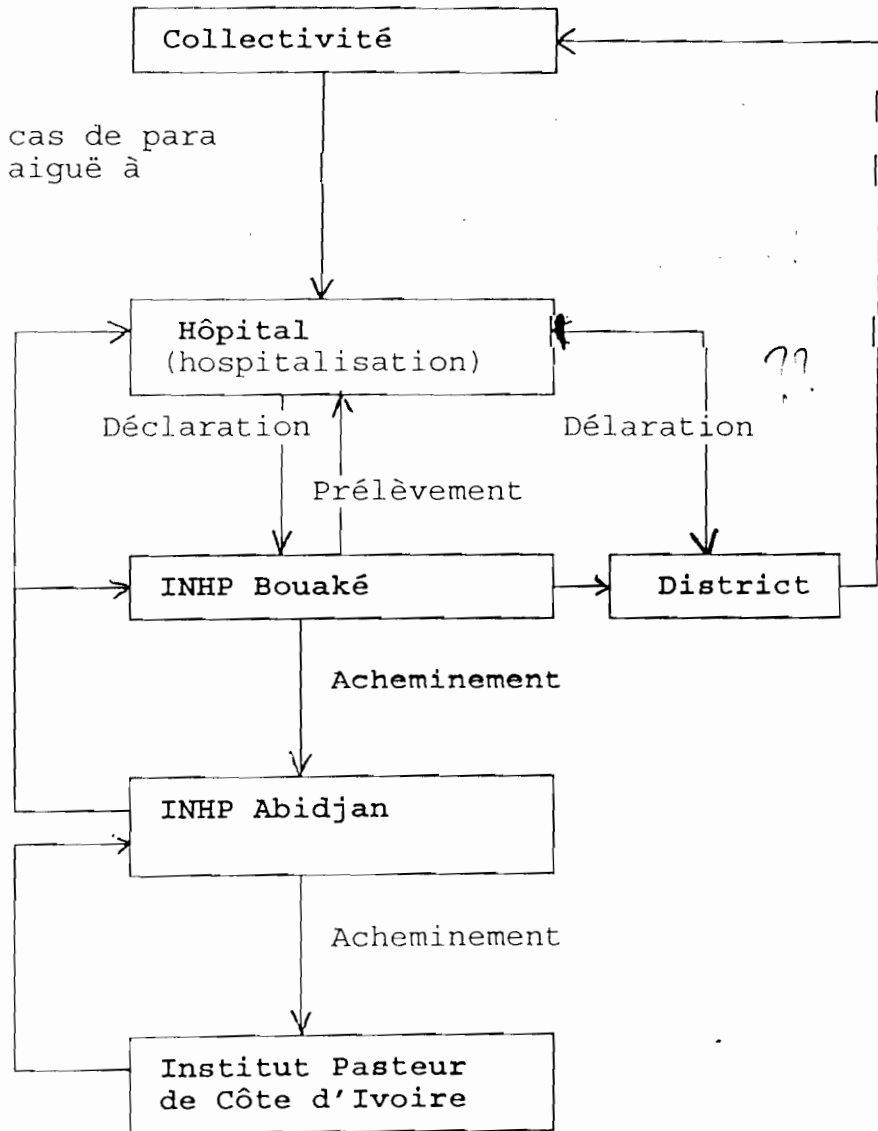 Collectivité
cas de para
aiguë à
Hôpital
(hospitalisation)
??
Déclaration
Délaration
Prélèvement
INHP Bouaké
District
Acheminement
INHP Abidjan
Acheminement
Institut Pasteur
de Côte d'Ivoire